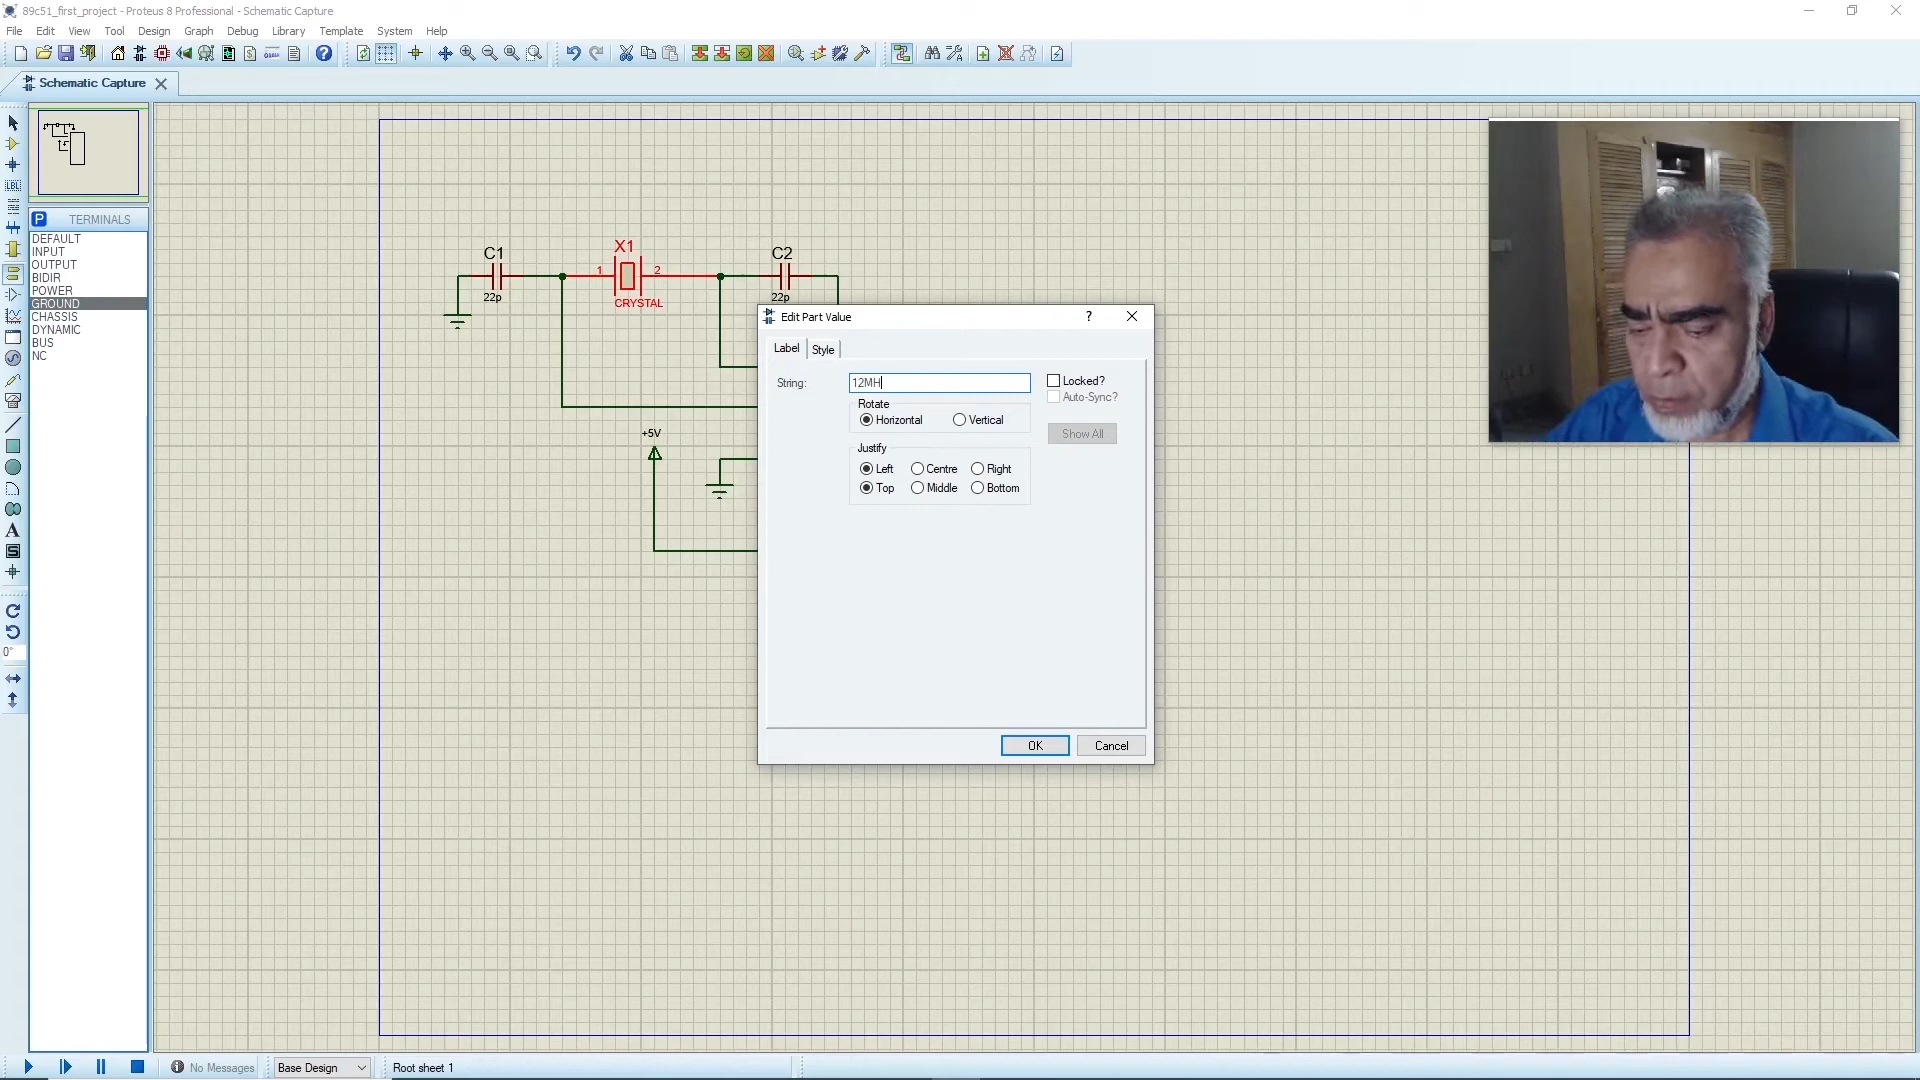 89c51_first_project - Proteus 8 Professional - Schematic Capture
File Edit View Tool Design Graph Debug Library Template System Help
Schematic Capture
LBL
P TERMINALS
DEFAULT
INPUT
OUTPUT
BIDIR
POWER
GROUND
CHASSIS
DYNAMIC
BUS
NC
A
S
0°
C1
22p
X1
1
2
CRYSTAL
C2
22p
+5V
Edit Part Value ?
Label Style
String: 12MH
Locked?
Auto-Sync?
Rotate
Horizontal Vertical
Show All
Justify
Left Centre Right
Top Middle Bottom
OK Cancel
No Messages Base Design Root sheet 1